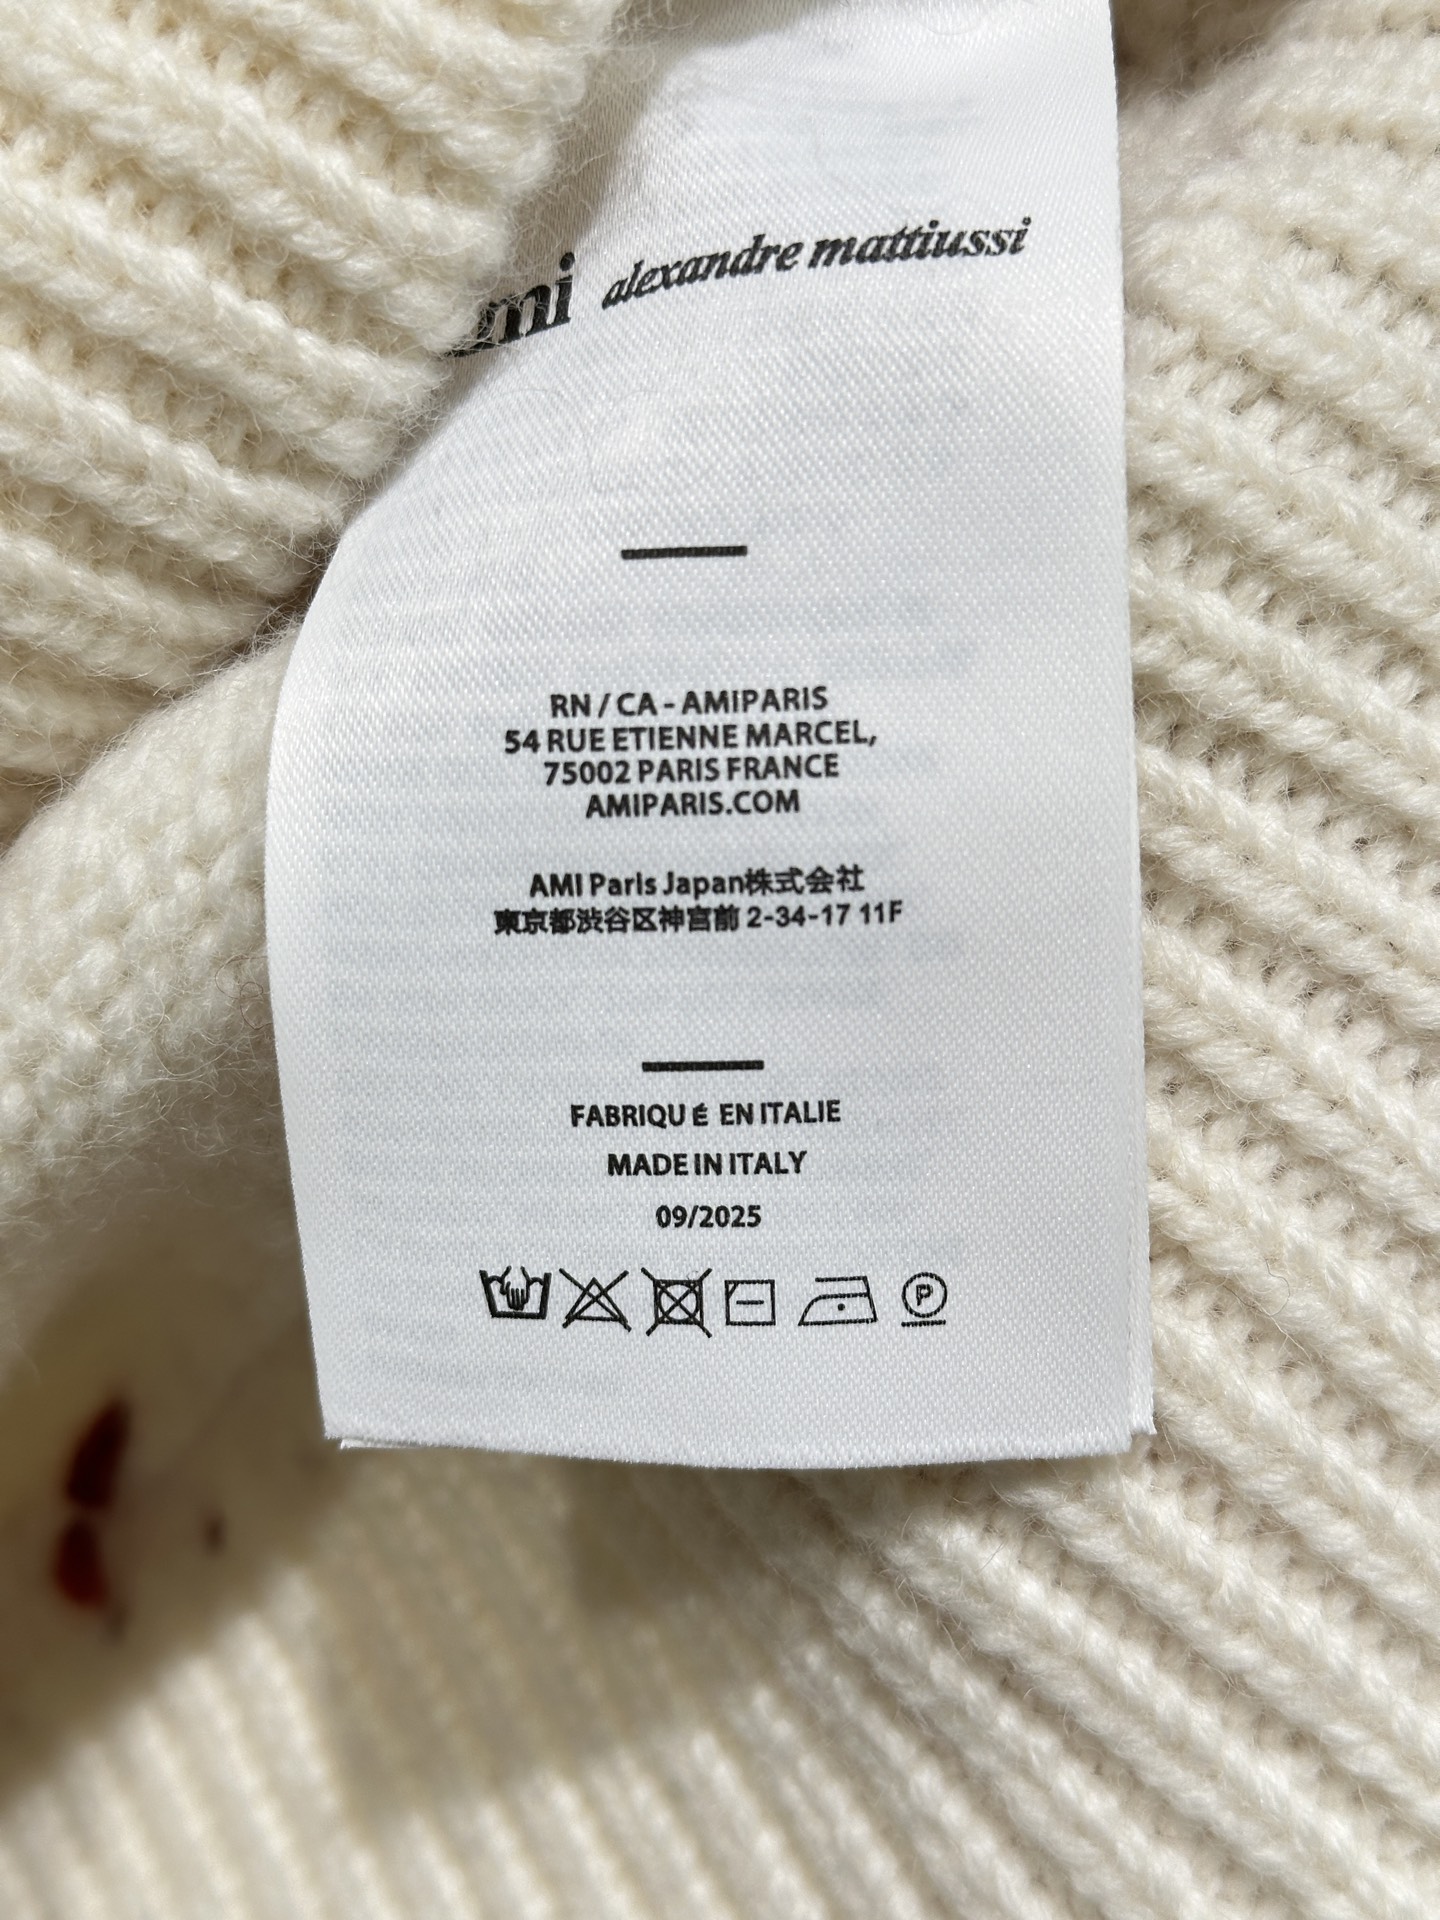 ami alexandre mattiussi
RN / CA - AMIPARIS
54 RUE ETIENNE MARCEL,
75002 PARIS FRANCE
AMIPARIS.COM
AMI Paris Japan株式会社
東京都渋谷区神宮前 2-34-17 11F
FABRIQUÉ EN ITALIE
MADE IN ITALY
09/2025
P